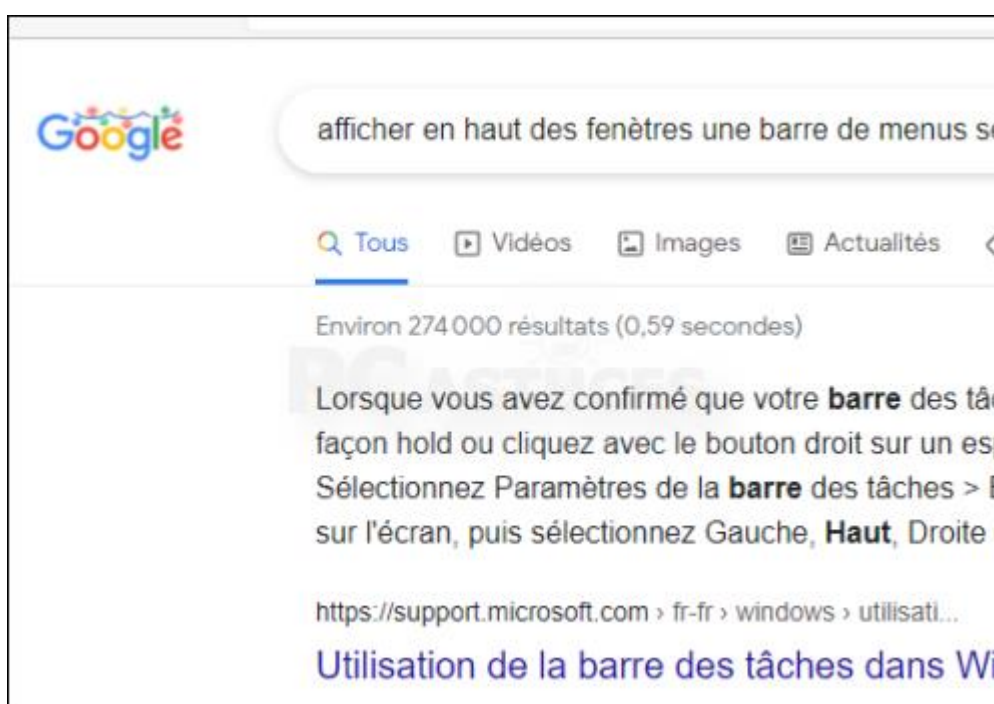 Google
afficher en haut des fenêtres une barre de menus
Tous Vidéos Images Actualités
Environ 274 000 résultats (0,59 secondes)
PC ASTUCES
Lorsque vous avez confirmé que votre barre des
façon hold ou cliquez avec le bouton droit sur un
Sélectionnez Paramètres de la barre des tâches >
sur l'écran, puis sélectionnez Gauche, Haut, Droite
https://support.microsoft.com › fr-fr › windows › utilisati...
Utilisation de la barre des tâches dans